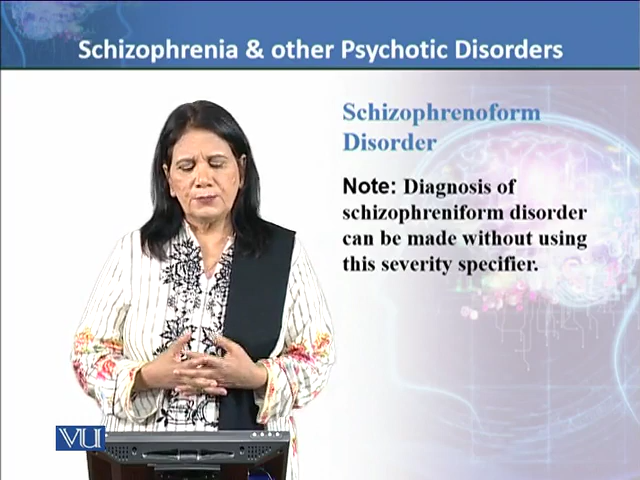 Schizophrenia & other Psychotic Disorders
Schizophrenoform
Disorder
Note: Diagnosis of
schizophreniform disorder
can be made without using
this severity specifier.
VU